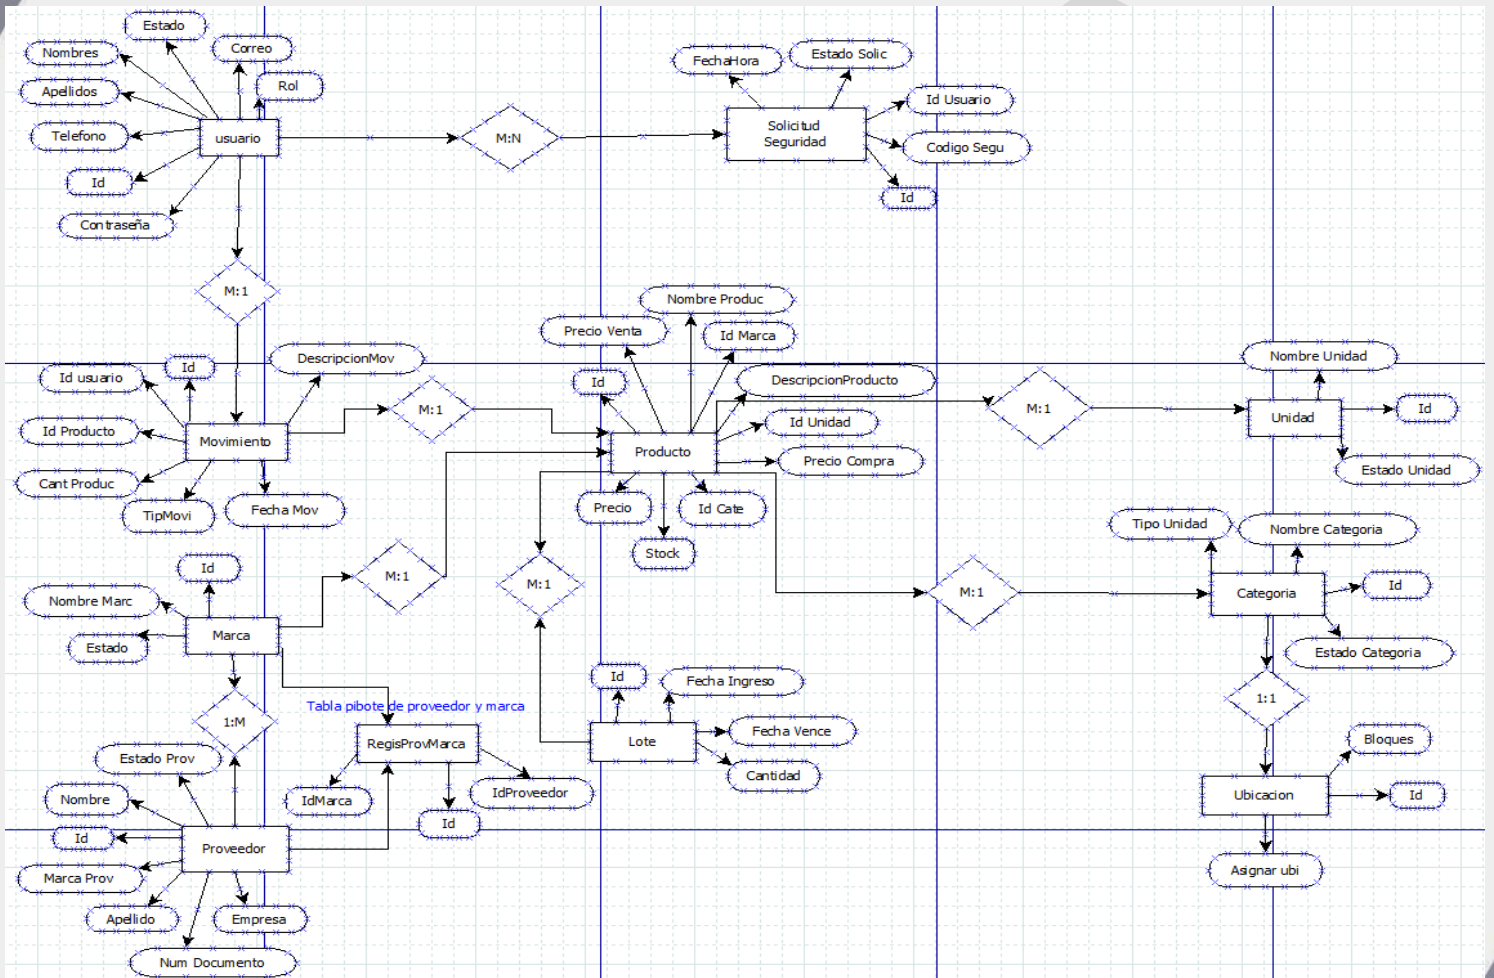 Estado
Nombres
Correo
Rol
Apellidos
Telefono
usuario
Id
Contraseña
M:N
FechaHora
Estado Solic
Id Usuario
Solicitud
Seguridad
Codigo Segu
Id
M:1
Id
DescripcionMov
Id usuario
Id Producto
Movimiento
Cant Produc
TipMovi
Fecha Mov
M:1
Nombre Produc
Precio Venta
Id Marca
Id
DescripcionProducto
Id Unidad
Producto
Precio Compra
Precio
Id Cate
Stock
M:1
Nombre Unidad
Id
Unidad
Estado Unidad
Tipo Unidad
Nombre Categoria
M:1
Categoria
Id
Estado Categoria
1:1
Bloques
Ubicacion
Id
Asignar ubi
Id
Nombre Marc
Marca
Estado
M:1
M:1
1:M
Tabla pibote de proveedor y marca
RegisProvMarca
IdMarca
IdProveedor
Id
Id
Fecha Ingreso
Lote
Fecha Vence
Cantidad
Estado Prov
Nombre
Id
Proveedor
Marca Prov
Apellido
Empresa
Num Documento